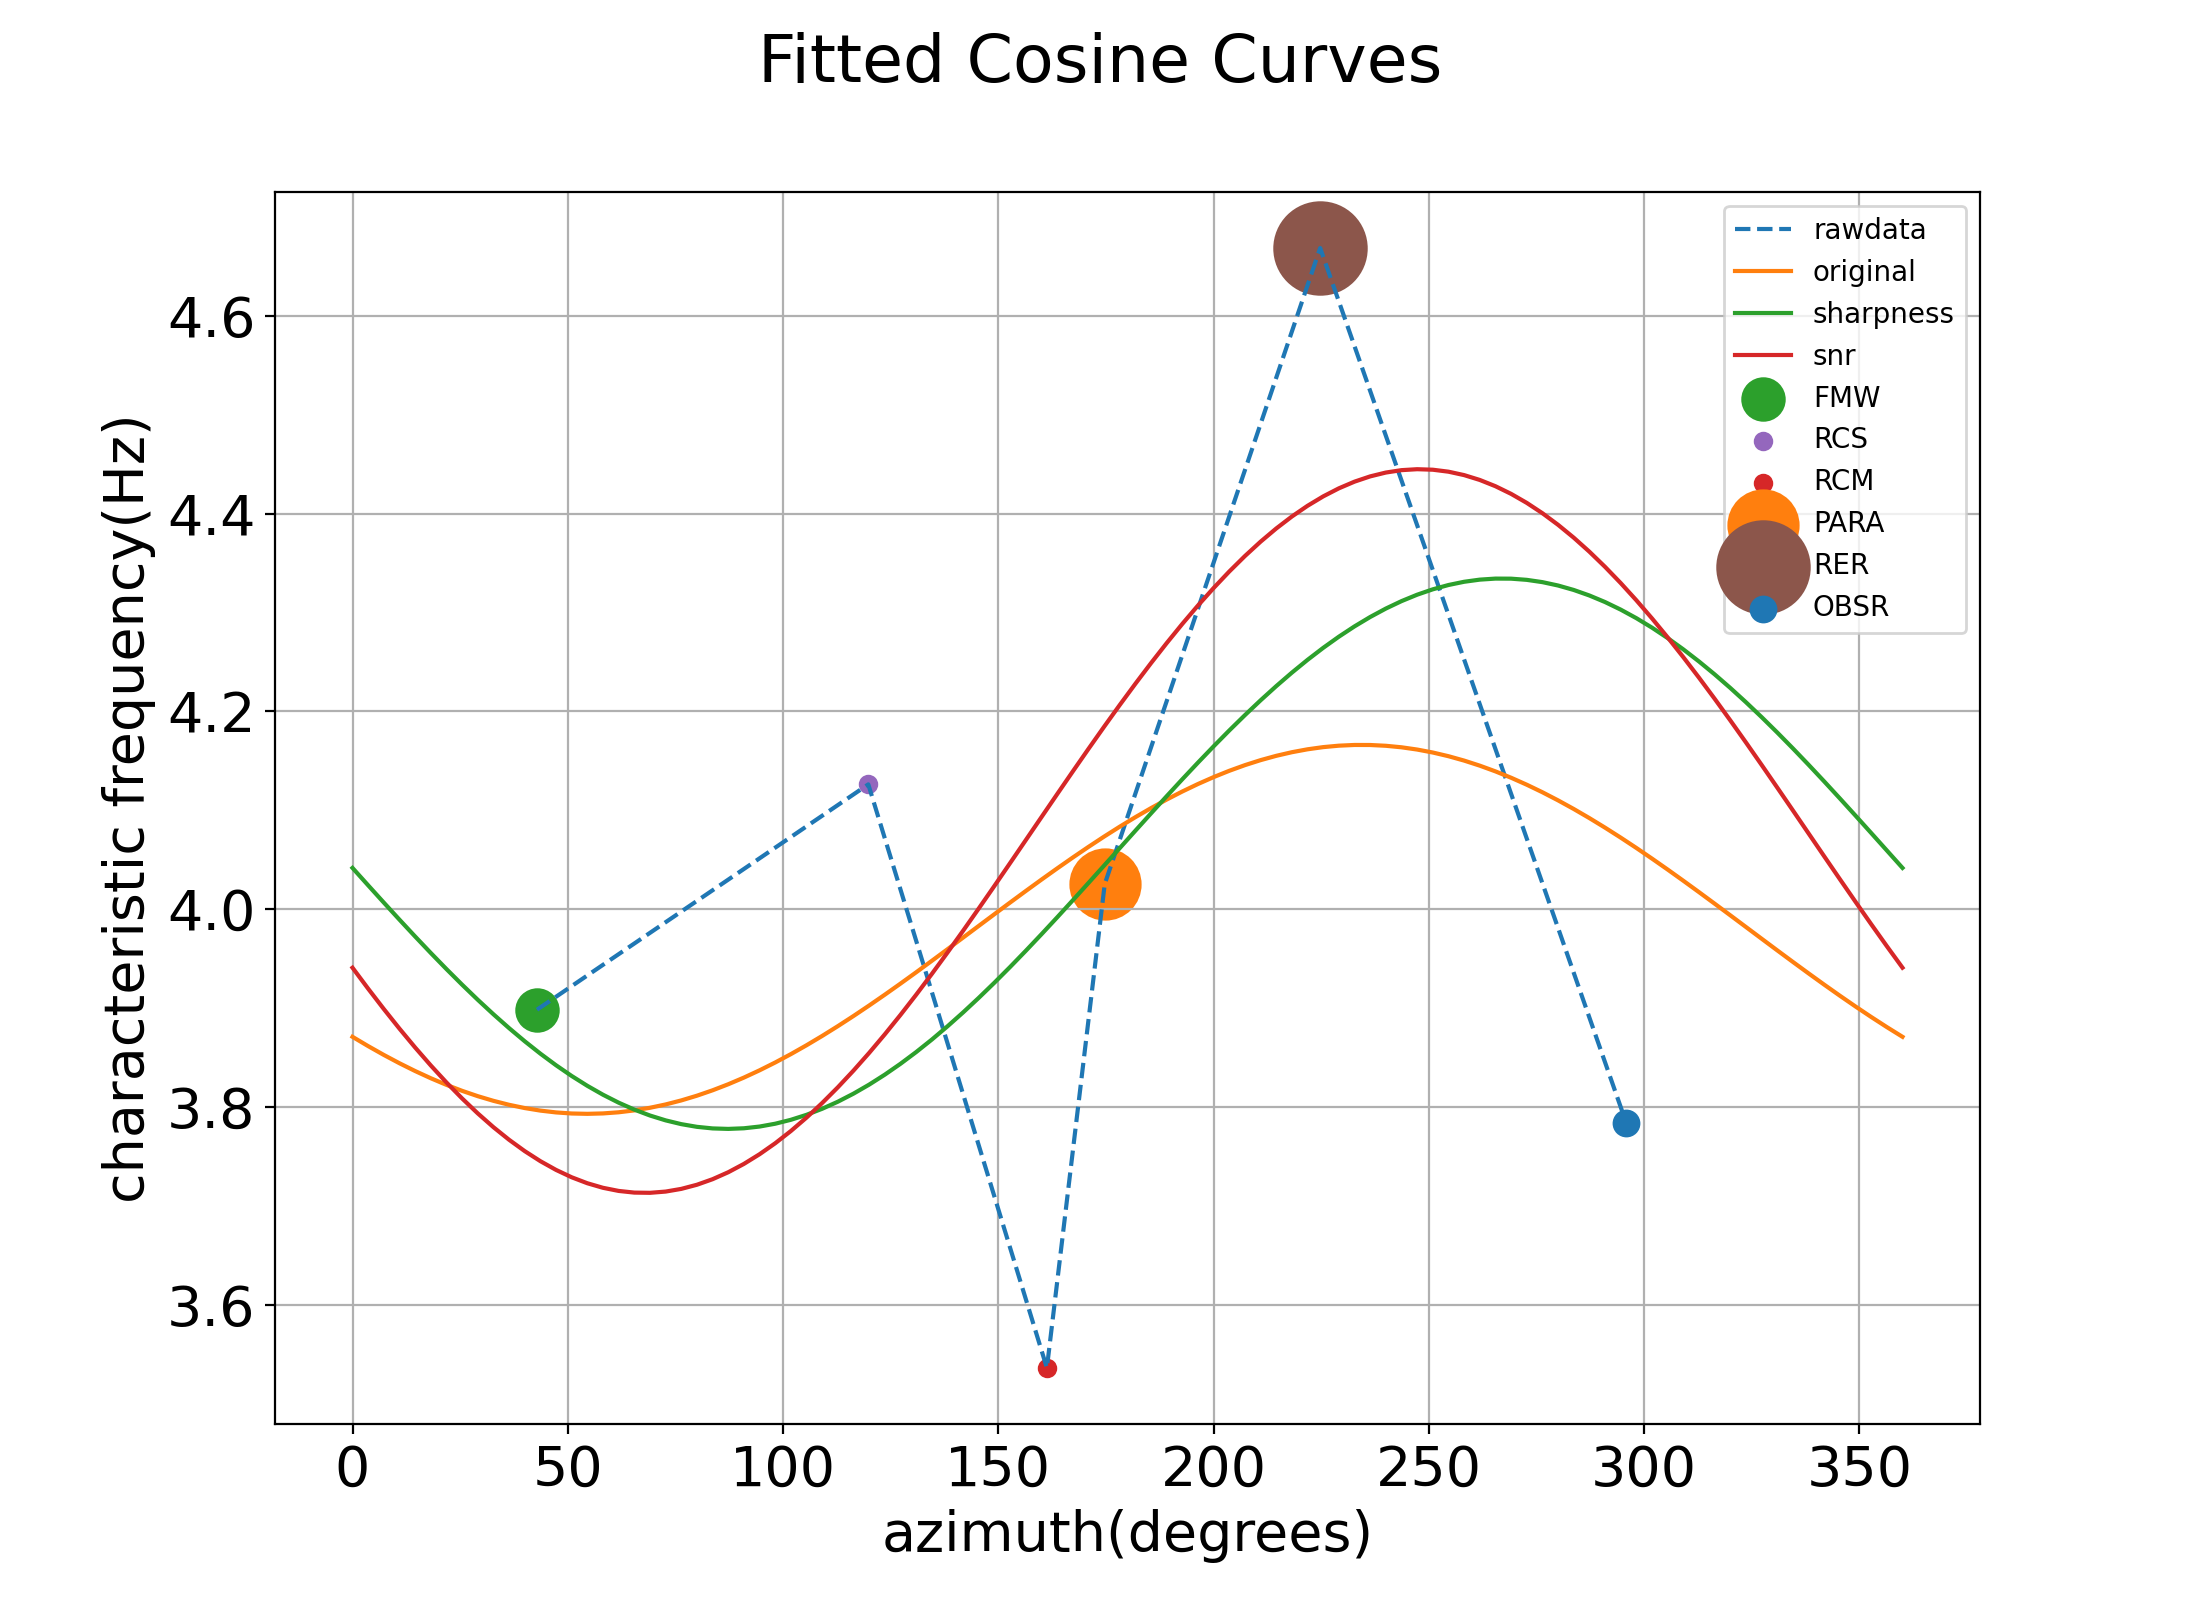 Fitted Cosine Curves
rawdata
original
sharpness
snr
FMW
RCS
RCM
PARA
RER
OBSR
characteristic frequency(Hz)
4.6
4.4
4.2
4.0
3.8
3.6
0 50 100 150 200 250 300 350
azimuth(degrees)